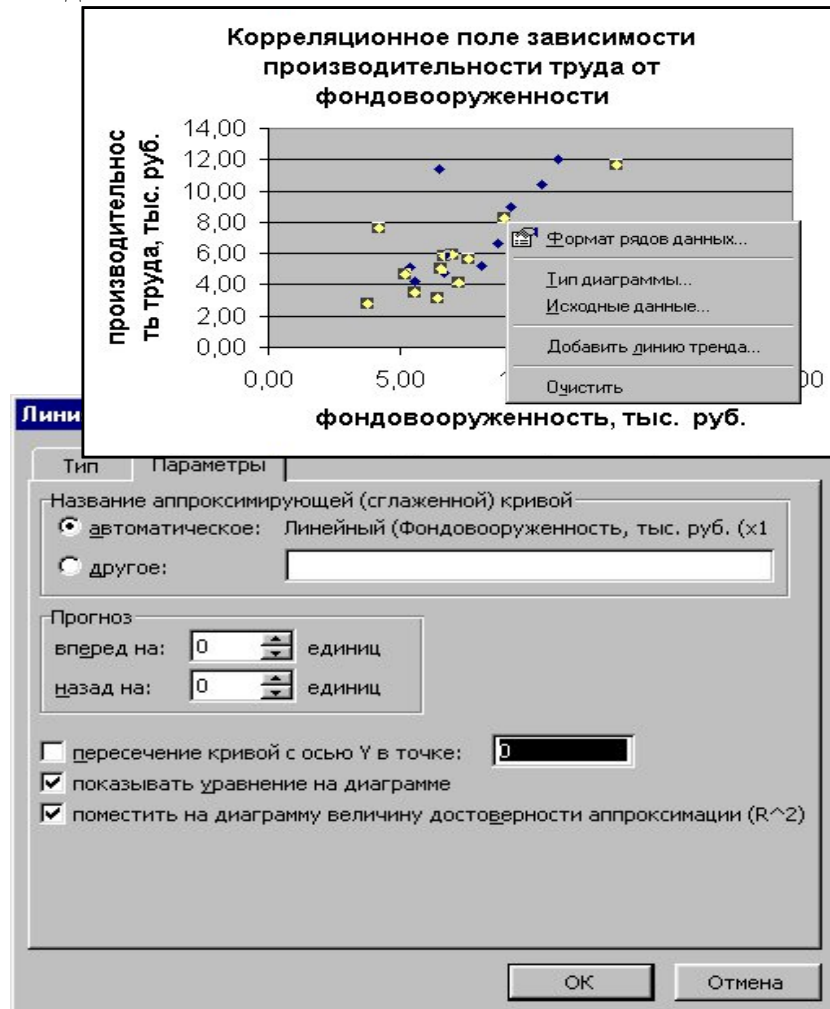 Корреляционное поле зависимости
производительности труда от
фондовооруженности
производительнос
ть труда, тыс. руб.
14,00
12,00
10,00
8,00
6,00
4,00
2,00
0,00
0,00
5,00
фондовооруженность, тыс. руб.
Формат рядов данных...
Тип диаграммы...
Исходные данные...
Добавить линию тренда...
Очистить
Лини
Тип
Параметры
Название аппроксимирующей (сглаженной) кривой
автоматическое: Линейный (Фондовооруженность, тыс. руб. (x1
другое:
Прогноз
вперед на: 0 единиц
назад на: 0 единиц
пересечение кривой с осью Y в точке: 0
показывать уравнение на диаграмме
поместить на диаграмму величину достоверности аппроксимации (R^2)
ОК
Отмена